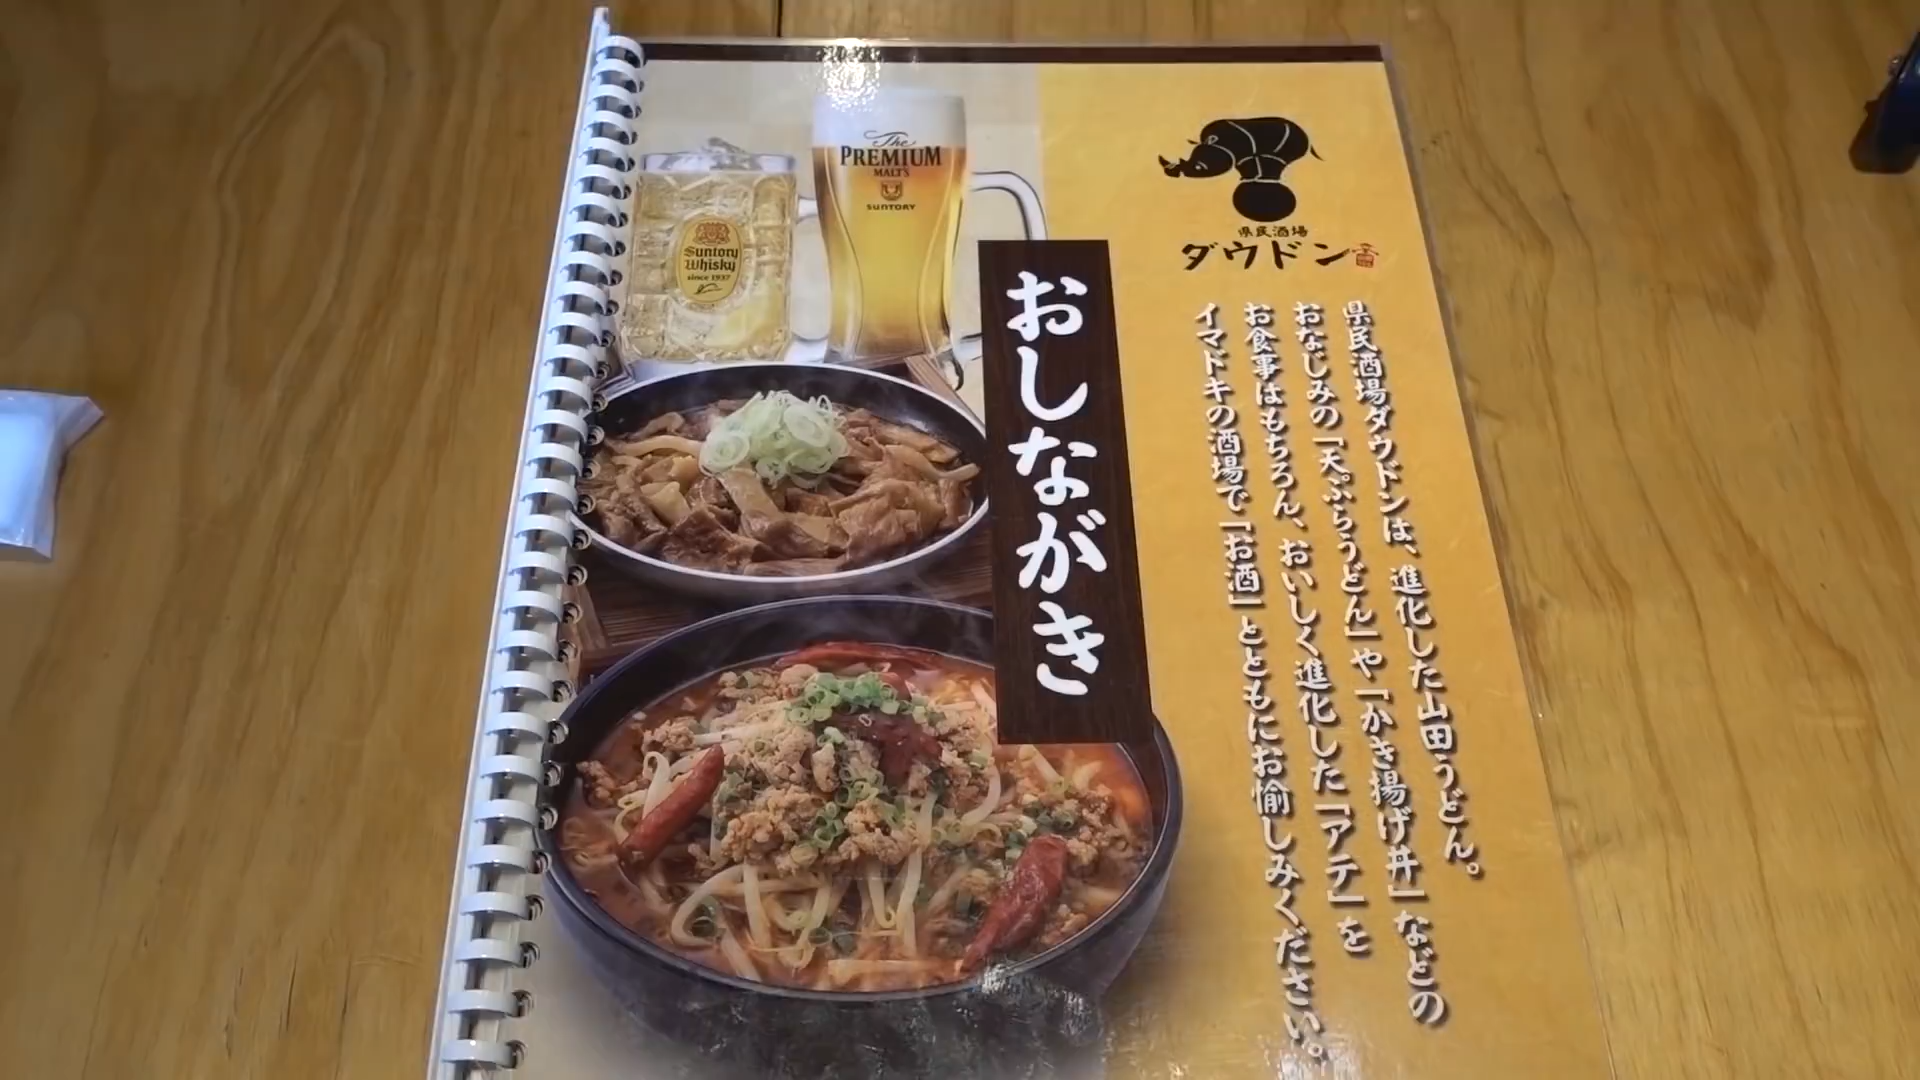 The
PREMIUM
MALT'S
SUNTORY
Suntory
Whisky
since 1937
県民酒場
ダウドン
おしながき
県民酒場ダウドンは、進化した山田うどん。
おなじみの「天ぷらうどん」や「かき揚げ丼」などの
お食事はもちろん、おいしく進化した「アテ」を
イマドキの酒場で「お酒」とともにお愉しみください。